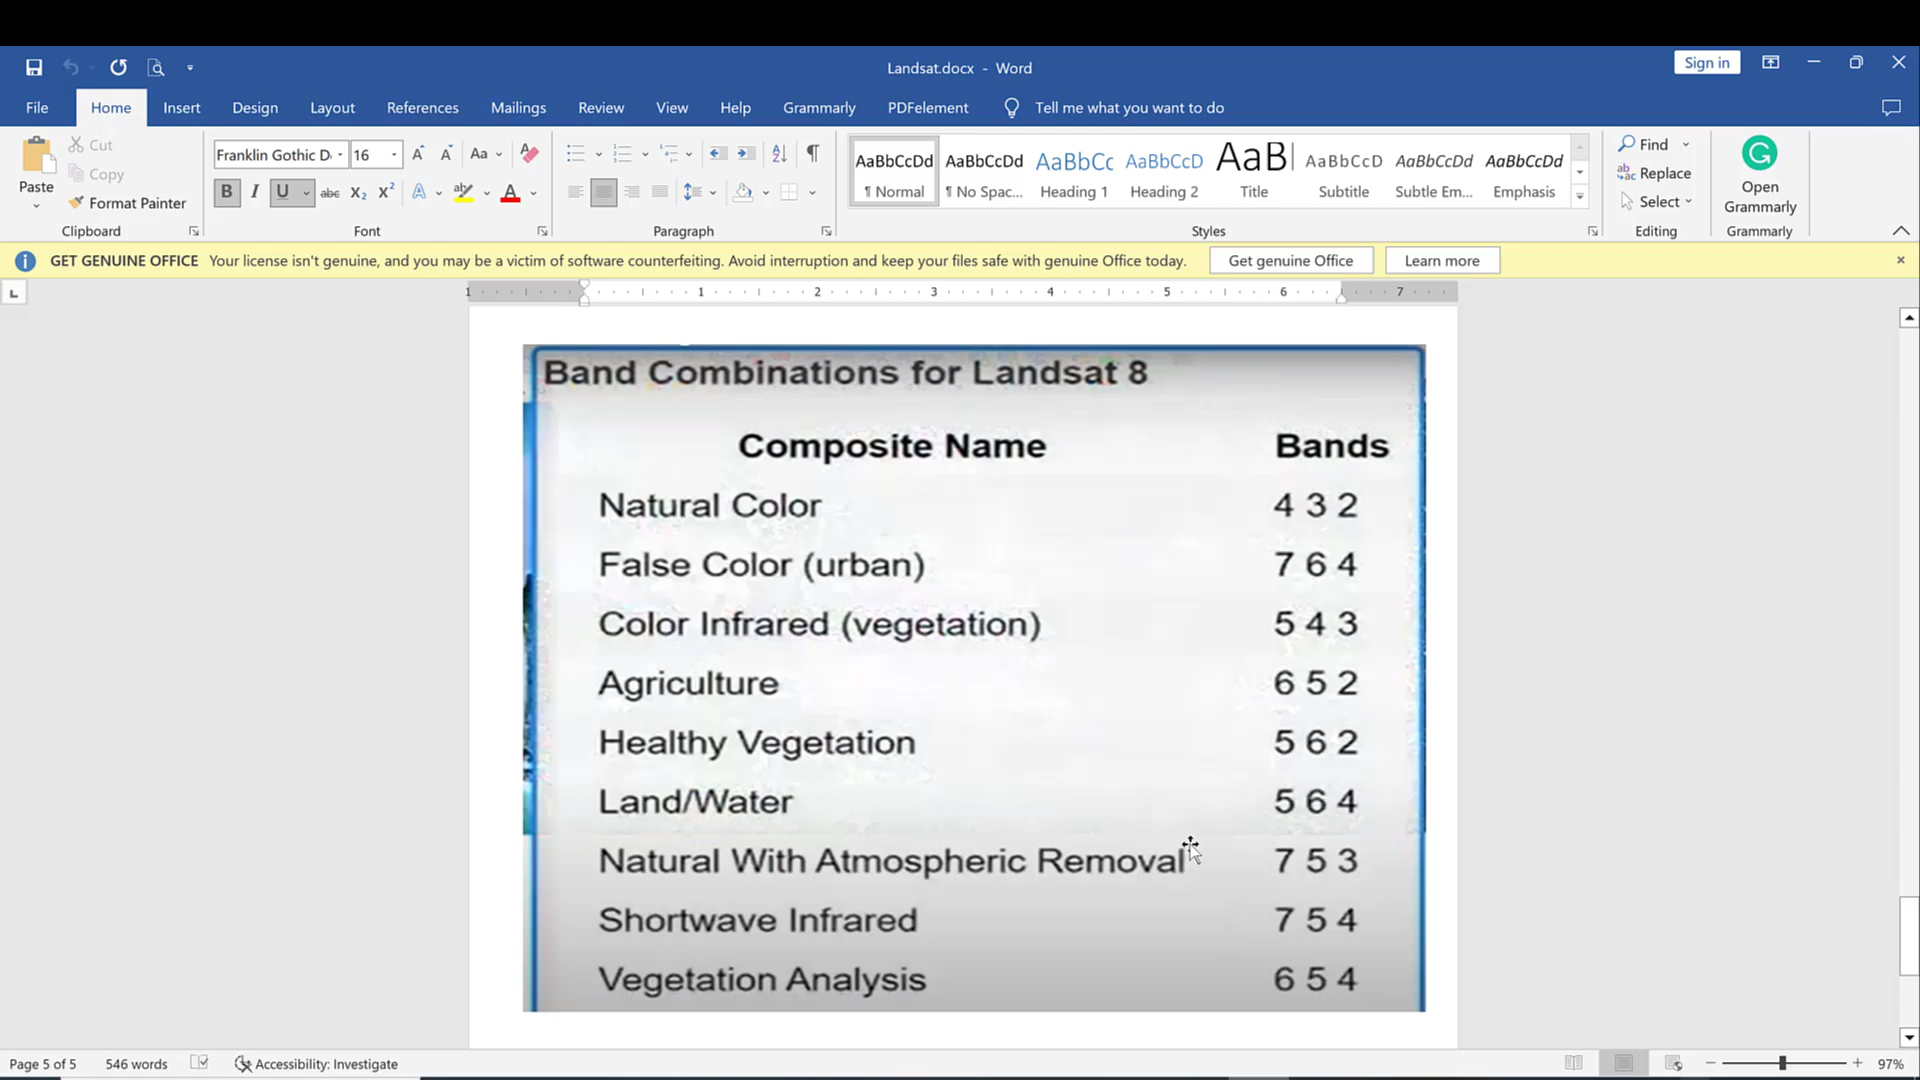 Landsat.docx - Word
Sign in
File Home Insert Design Layout References Mailings Review View Help Grammarly PDFelement Tell me what you want to do
Paste
Cut
Copy
Format Painter
Clipboard
Franklin Gothic D 16
Font
Paragraph
AaBbCcDd AaBbCcDd AaBbCc AaBbCcD AaB AaBbCcD AaBbCcDd AaBbCcDd
¶ Normal ¶ No Spac... Heading 1 Heading 2 Title Subtitle Subtle Em... Emphasis
Styles
Find
Replace
Select
Editing
Open
Grammarly
Grammarly
GET GENUINE OFFICE Your license isn't genuine, and you may be a victim of software counterfeiting. Avoid interruption and keep your files safe with genuine Office today. Get genuine Office Learn more
1 1 2 3 4 5 6 7
Band Combinations for Landsat 8
Composite Name Bands
Natural Color 4 3 2
False Color (urban) 7 6 4
Color Infrared (vegetation) 5 4 3
Agriculture 6 5 2
Healthy Vegetation 5 6 2
Land/Water 5 6 4
Natural With Atmospheric Removal 7 5 3
Shortwave Infrared 7 5 4
Vegetation Analysis 6 5 4
Page 5 of 5 546 words Accessibility: Investigate 97%